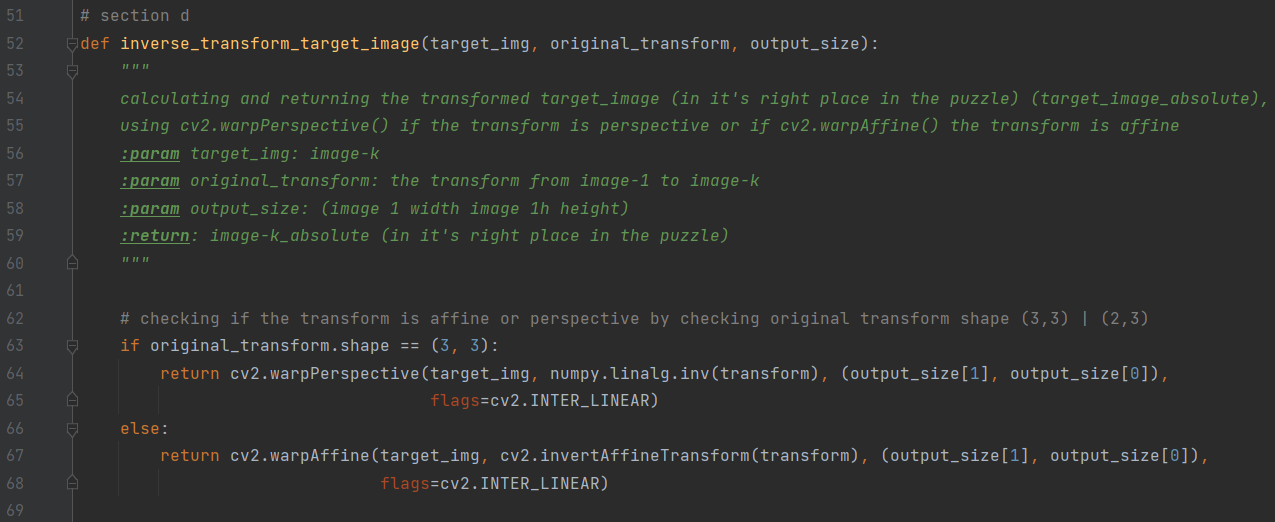 51 # section d
52 def inverse_transform_target_image(target_img, original_transform, output_size):
53     """
54     calculating and returning the transformed target_image (in it's right place in the puzzle) (target_image_absolute),
55     using cv2.warpPerspective() if the transform is perspective or if cv2.warpAffine() the transform is affine
56     :param target_img: image-k
57     :param original_transform: the transform from image-1 to image-k
58     :param output_size: (image 1 width image 1h height)
59     :return: image-k_absolute (in it's right place in the puzzle)
60     """
61
62     # checking if the transform is affine or perspective by checking original transform shape (3,3) | (2,3)
63     if original_transform.shape == (3, 3):
64         return cv2.warpPerspective(target_img, numpy.linalg.inv(transform), (output_size[1], output_size[0]),
65                                    flags=cv2.INTER_LINEAR)
66     else:
67         return cv2.warpAffine(target_img, cv2.invertAffineTransform(transform), (output_size[1], output_size[0]),
68                               flags=cv2.INTER_LINEAR)
69